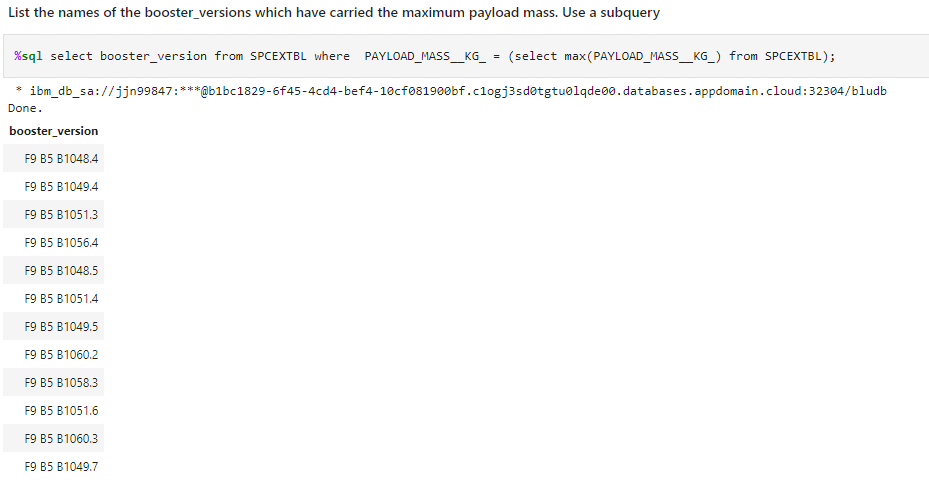 List the names of the booster_versions which have carried the maximum payload mass. Use a subquery
%sql select booster_version from SPCEXTBL where  PAYLOAD_MASS__KG_ = (select max(PAYLOAD_MASS__KG_) from SPCEXTBL);
* ibm_db_sa://jjn99847:***@b1bc1829-6f45-4cd4-bef4-10cf081900bf.c1ogj3sd0tgtu0lqde00.databases.appdomain.cloud:32304/bludb
Done.
booster_version
F9 B5 B1048.4
F9 B5 B1049.4
F9 B5 B1051.3
F9 B5 B1056.4
F9 B5 B1048.5
F9 B5 B1051.4
F9 B5 B1049.5
F9 B5 B1060.2
F9 B5 B1058.3
F9 B5 B1051.6
F9 B5 B1060.3
F9 B5 B1049.7